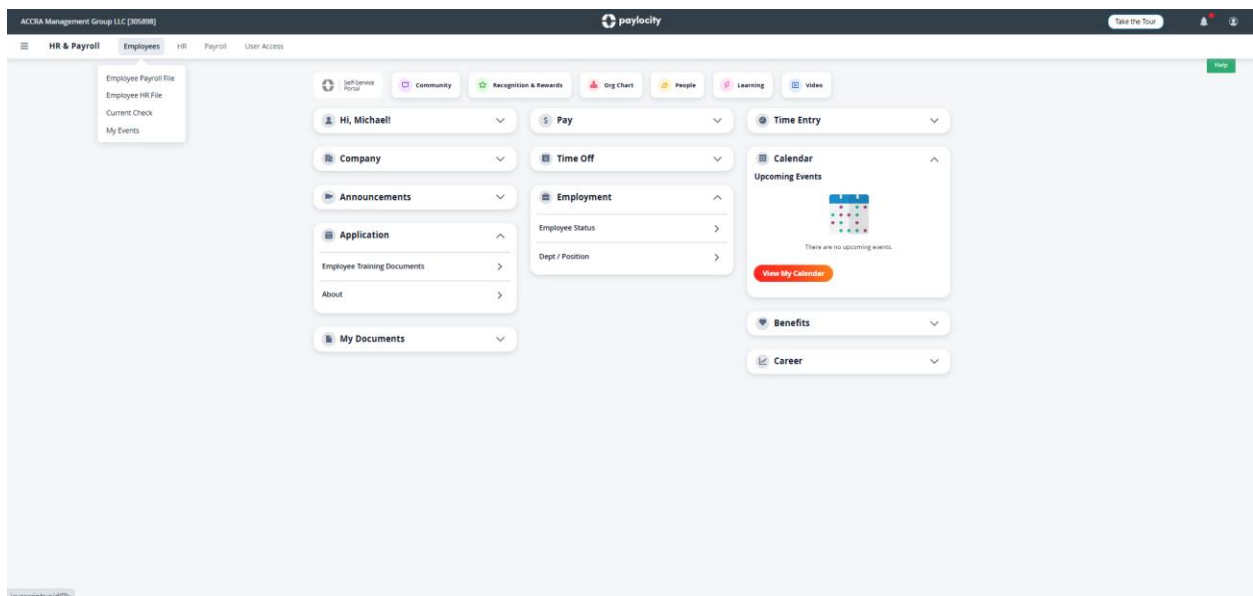 ACCRA Management Group LLC [305898]
paylocity
Take the Tour
HR & Payroll
Employees
HR
Payroll
User Access
Help
Employee Payroll File
Employee HR File
Current Check
My Events
Self-Service
Portal
Community
Recognition & Rewards
Org Chart
People
Learning
Video
Hi, Michael!
Pay
Time Entry
Company
Time Off
Calendar
Upcoming Events
Announcements
Employment
Application
Employee Status
There are no upcoming events.
Dept / Position
Employee Training Documents
View My Calendar
About
Benefits
My Documents
Career